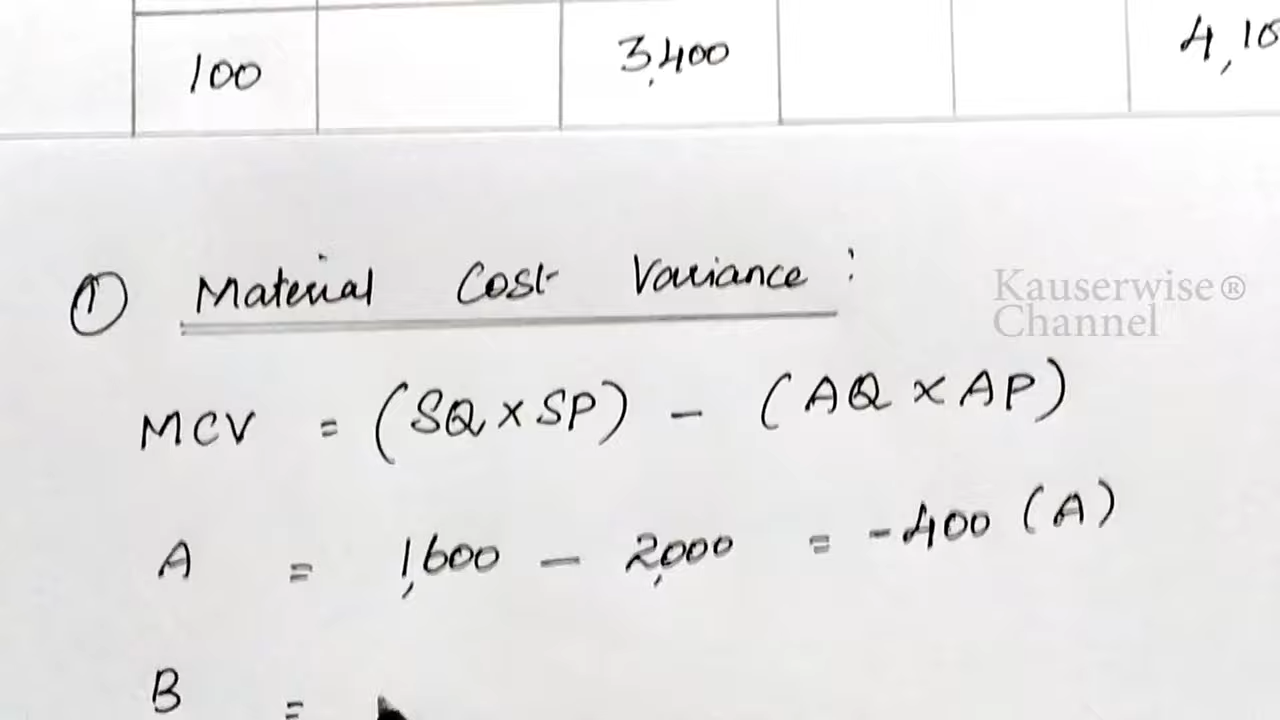 100 3,400 4,10
① Material Cost Variance :
Kauserwise®
Channel
MCV = (SQ × SP) - (AQ × AP)
A = 1,600 - 2,000 = -400 (A)
B =